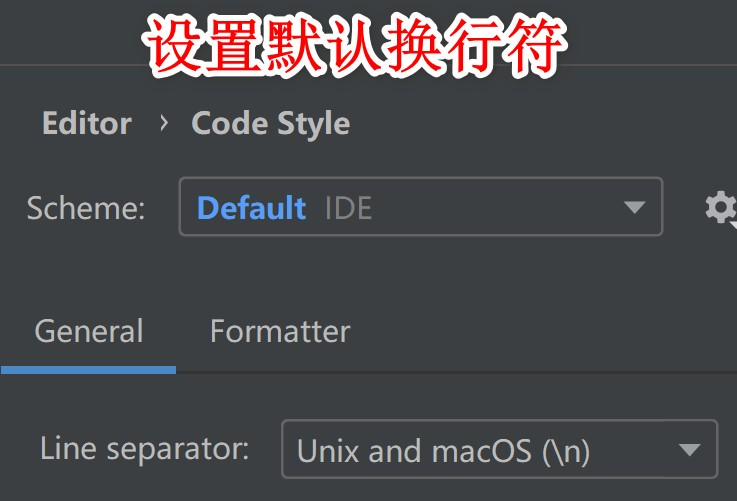 设置默认换行符
Editor › Code Style
Scheme: Default IDE
General Formatter
Line separator: Unix and macOS (\n)